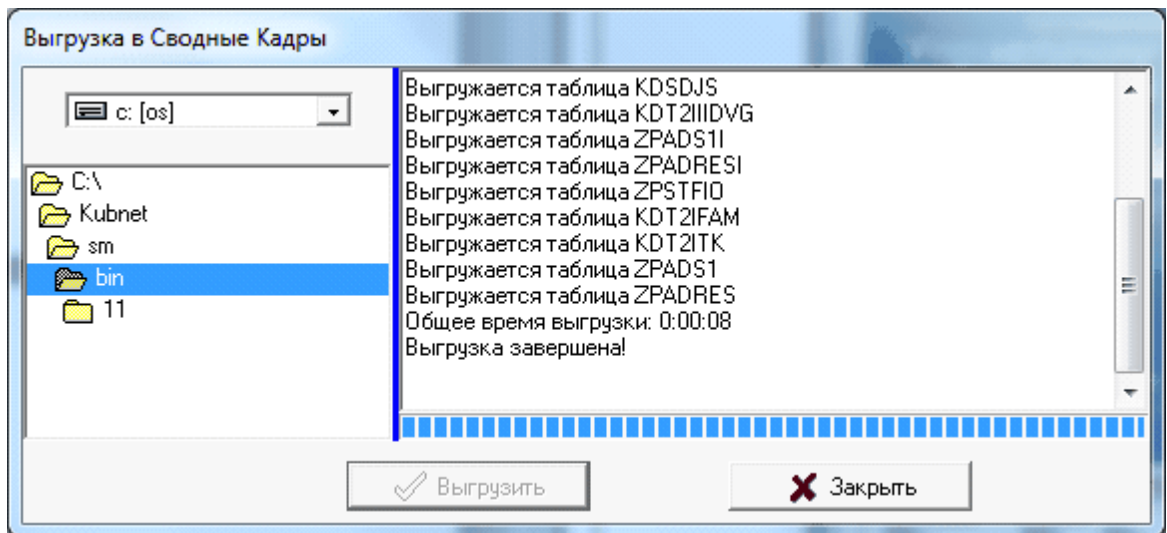 Выгрузка в Сводные Кадры
c: [os]
C:\
Kubnet
sm
bin
11
Выгружается таблица KDSDJS
Выгружается таблица KDT2IIIDVG
Выгружается таблица ZPADS1I
Выгружается таблица ZPADRESI
Выгружается таблица ZPSTFIO
Выгружается таблица KDT2IFAM
Выгружается таблица KDT2ITK
Выгружается таблица ZPADS1
Выгружается таблица ZPADRES
Общее время выгрузки: 0:00:08
Выгрузка завершена!
Выгрузить
Закрыть